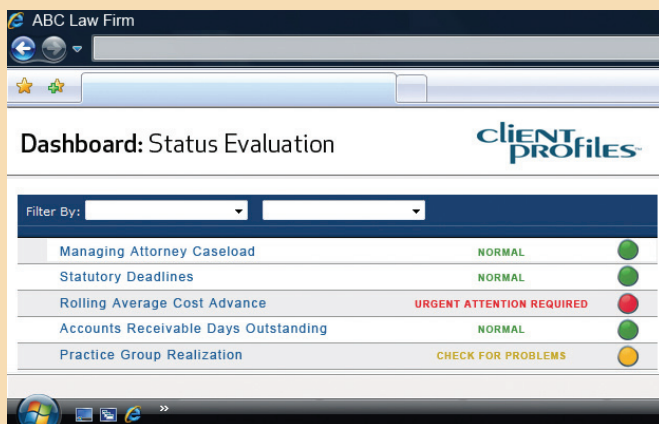 ABC Law Firm
Dashboard: Status Evaluation
cliENT
PROfilES™
Filter By:
Managing Attorney Caseload NORMAL
Statutory Deadlines NORMAL
Rolling Average Cost Advance URGENT ATTENTION REQUIRED
Accounts Receivable Days Outstanding NORMAL
Practice Group Realization CHECK FOR PROBLEMS